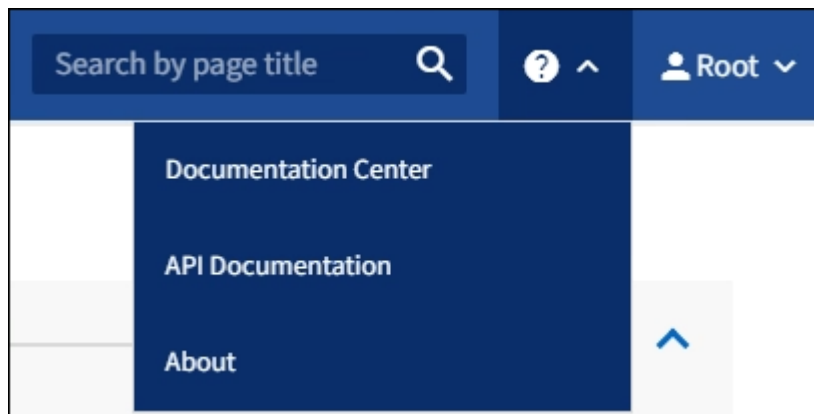 Search by page title
Root
Documentation Center
API Documentation
About